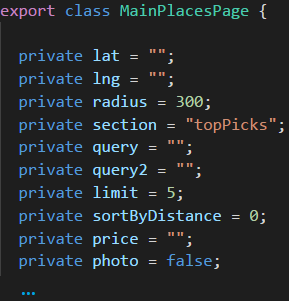 export class MainPlacesPage {
private lat = "";
private lng = "";
private radius = 300;
private section = "topPicks";
private query = "";
private query2 = "";
private limit = 5;
private sortByDistance = 0;
private price = "";
private photo = false;
...